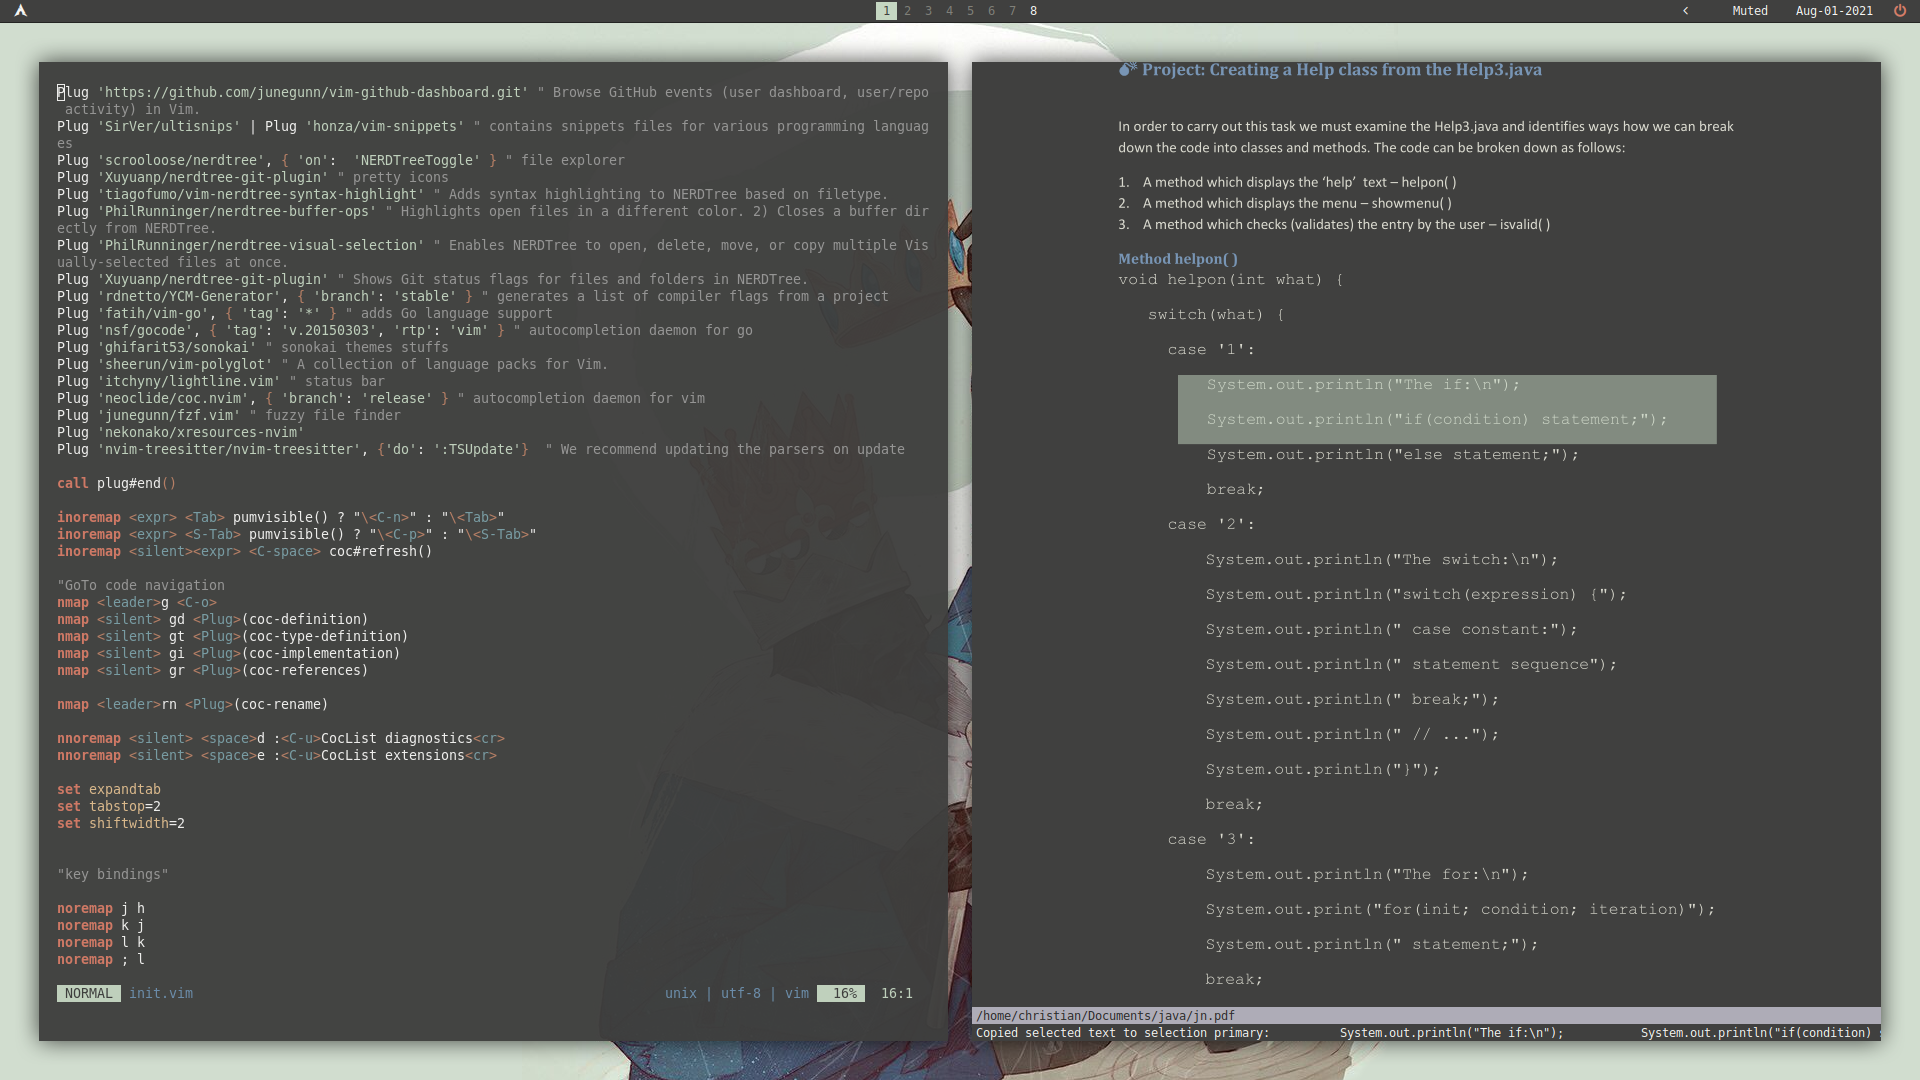 1 2 3 4 5 6 7 8
< Muted Aug-01-2021
Plug 'https://github.com/junegunn/vim-github-dashboard.git' " Browse GitHub events (user dashboard, user/repo
activity) in Vim.
Plug 'SirVer/ultisnips' | Plug 'honza/vim-snippets' " contains snippets files for various programming languag
es
Plug 'scrooloose/nerdtree', { 'on':  'NERDTreeToggle' } " file explorer
Plug 'Xuyuanp/nerdtree-git-plugin' " pretty icons
Plug 'tiagofumo/vim-nerdtree-syntax-highlight' " Adds syntax highlighting to NERDTree based on filetype.
Plug 'PhilRunninger/nerdtree-buffer-ops' " Highlights open files in a different color. 2) Closes a buffer dir
ectly from NERDTree.
Plug 'PhilRunninger/nerdtree-visual-selection' " Enables NERDTree to open, delete, move, or copy multiple Vis
ually-selected files at once.
Plug 'Xuyuanp/nerdtree-git-plugin' " Shows Git status flags for files and folders in NERDTree.
Plug 'rdnetto/YCM-Generator', { 'branch': 'stable' } " generates a list of compiler flags from a project
Plug 'fatih/vim-go', { 'tag': '*' } " adds Go language support
Plug 'nsf/gocode', { 'tag': 'v.20150303', 'rtp': 'vim' } " autocompletion daemon for go
Plug 'ghifarit53/sonokai' " sonokai themes stuffs
Plug 'sheerun/vim-polyglot' " A collection of language packs for Vim.
Plug 'itchyny/lightline.vim' " status bar
Plug 'neoclide/coc.nvim', { 'branch': 'release' } " autocompletion daemon for vim
Plug 'junegunn/fzf.vim' " fuzzy file finder
Plug 'nekonako/xresources-nvim'
Plug 'nvim-treesitter/nvim-treesitter', {'do': ':TSUpdate'}  " We recommend updating the parsers on update
call plug#end()
inoremap <expr> <Tab> pumvisible() ? "\<C-n>" : "\<Tab>"
inoremap <expr> <S-Tab> pumvisible() ? "\<C-p>" : "\<S-Tab>"
inoremap <silent><expr> <C-space> coc#refresh()
"GoTo code navigation
nmap <leader>g <C-o>
nmap <silent> gd <Plug>(coc-definition)
nmap <silent> gt <Plug>(coc-type-definition)
nmap <silent> gi <Plug>(coc-implementation)
nmap <silent> gr <Plug>(coc-references)
nmap <leader>rn <Plug>(coc-rename)
nnoremap <silent> <space>d :<C-u>CocList diagnostics<cr>
nnoremap <silent> <space>e :<C-u>CocList extensions<cr>
set expandtab
set tabstop=2
set shiftwidth=2
"key bindings"
noremap j h
noremap k j
noremap l k
noremap ; l
NORMAL init.vim unix | utf-8 | vim 16% 16:1
Project: Creating a Help class from the Help3.java
In order to carry out this task we must examine the Help3.java and identifies ways how we can break
down the code into classes and methods. The code can be broken down as follows:
1. A method which displays the ‘help’  text – helpon( )
2. A method which displays the menu – showmenu( )
3. A method which checks (validates) the entry by the user – isvalid( )
Method helpon( )
void helpon(int what) {
switch(what) {
case '1':
System.out.println("The if:\n");
System.out.println("if(condition) statement;");
System.out.println("else statement;");
break;
case '2':
System.out.println("The switch:\n");
System.out.println("switch(expression) {");
System.out.println(" case constant:");
System.out.println(" statement sequence");
System.out.println(" break;");
System.out.println(" // ...");
System.out.println("}");
break;
case '3':
System.out.println("The for:\n");
System.out.print("for(init; condition; iteration)");
System.out.println(" statement;");
break;
/home/christian/Documents/java/jn.pdf
Copied selected text to selection primary: System.out.println("The if:\n"); System.out.println("if(condition)